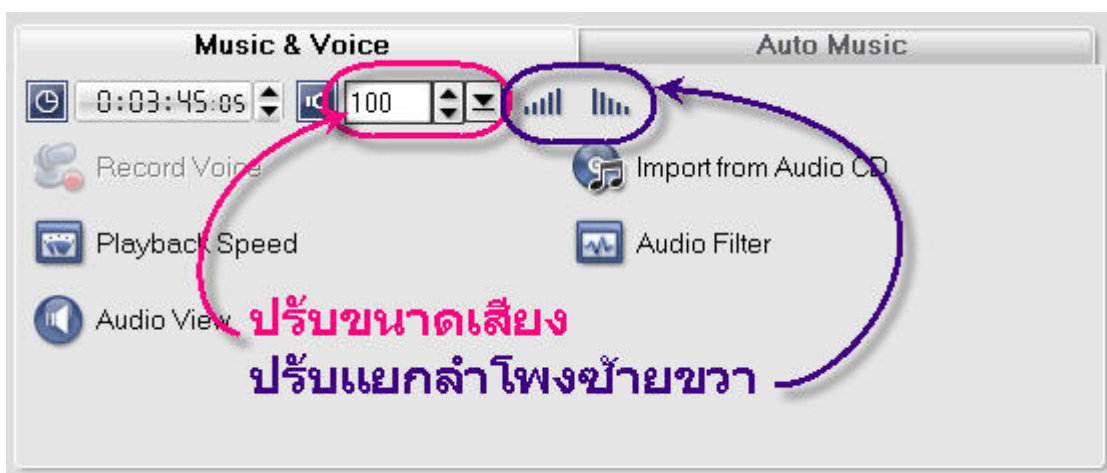 Music & Voice Auto Music
0:03:45:05 100
Record Voice Import from Audio CD
Playback Speed Audio Filter
Audio View ปรับขนาดเสียง
ปรับแยกลำโพงซ้ายขวา